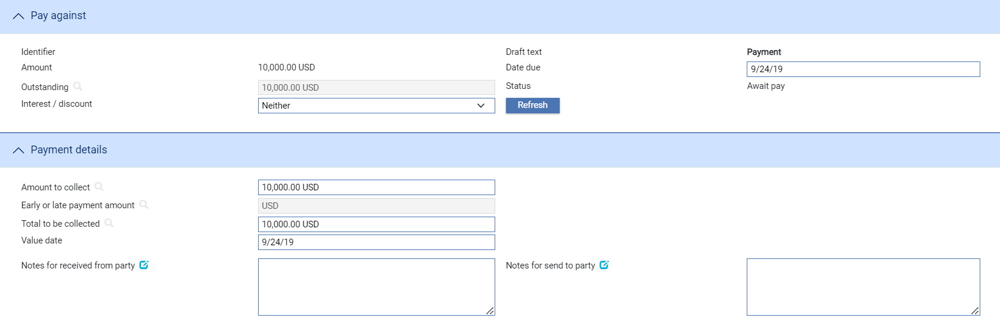 Pay against
Identifier Draft text Payment
Amount 10,000.00 USD Date due 9/24/19
Outstanding 10,000.00 USD Status Await pay
Interest / discount Neither Refresh
Payment details
Amount to collect 10,000.00 USD
Early or late payment amount USD
Total to be collected 10,000.00 USD
Value date 9/24/19
Notes for received from party Notes for send to party